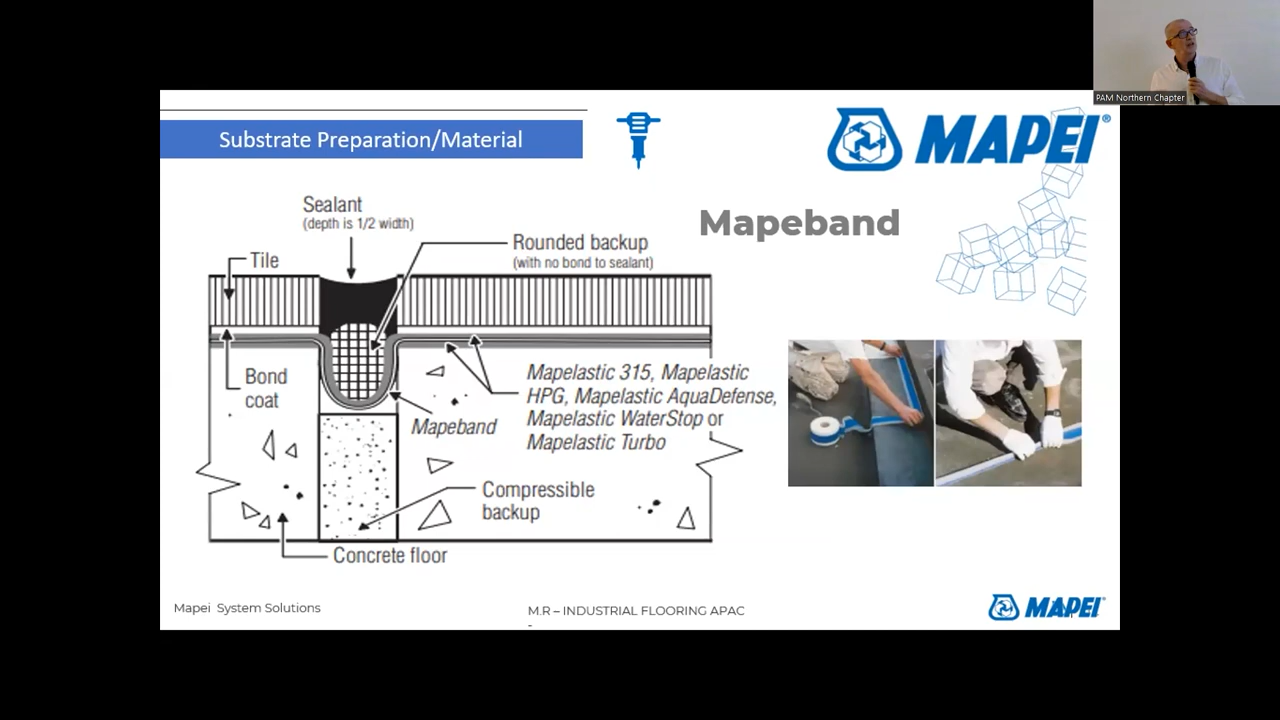 PAM Northern Chapter
Substrate Preparation/Material
MAPEI®
Mapeband
Sealant
(depth is 1/2 width)
Rounded backup
(with no bond to sealant)
Tile
Bond
coat
Mapelastic 315, Mapelastic
HPG, Mapelastic AquaDefense,
Mapelastic WaterStop or
Mapelastic Turbo
Mapeband
Compressible
backup
Concrete floor
Mapei System Solutions
M.R – INDUSTRIAL FLOORING APAC
-
MAPEI®